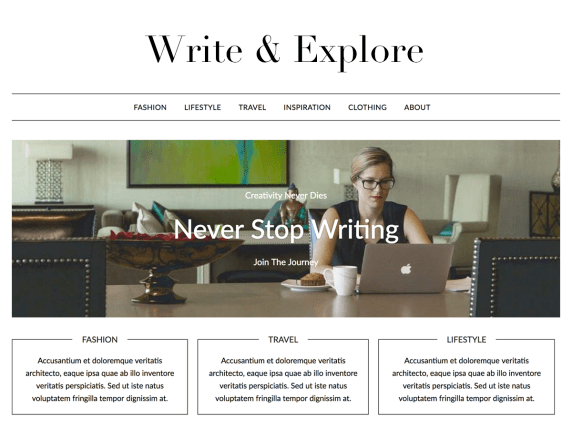 Write & Explore
FASHION LIFESTYLE TRAVEL INSPIRATION CLOTHING ABOUT
Creativity Never Dies
Never Stop Writing
Join The Journey
FASHION
Accusantium et doloremque veritatis
architecto, eaque ipsa quae ab illo inventore
veritatis perspiciatis. Sed ut iste natus
voluptatem fringilla tempor dignissim at.
TRAVEL
Accusantium et doloremque veritatis
architecto, eaque ipsa quae ab illo inventore
veritatis perspiciatis. Sed ut iste natus
voluptatem fringilla tempor dignissim at.
LIFESTYLE
Accusantium et doloremque veritatis
architecto, eaque ipsa quae ab illo inventore
veritatis perspiciatis. Sed ut iste natus
voluptatem fringilla tempor dignissim at.